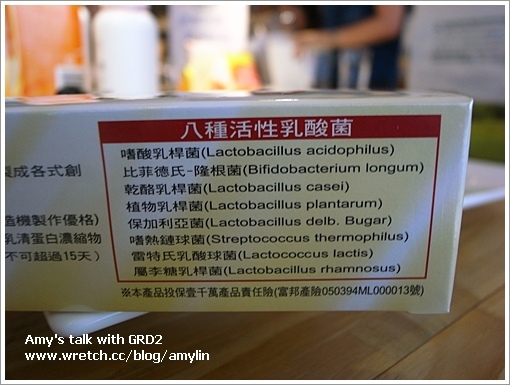 八種活性乳酸菌
嗜酸乳桿菌(Lactobacillus acidophilus)
比菲德氏-隆根菌(Bifidobacterium longum)
乾酪乳桿菌(Lactobacillus casei)
植物乳桿菌(Lactobacillus plantarum)
保加利亞菌(Lactobacillus delb. Bugar)
嗜熱鏈球菌(Streptococcus thermophilus)
雷特氏乳酸球菌(Lactococcus lactis)
屬李糖乳桿菌(Lactobacillus rhamnosus)
※本產品投保壹千萬產品責任險(富邦產險050394ML000013號)
製成各式創
造機製作優格)
乳清蛋白濃縮物
不可超過15天)
Amy's talk with GRD2
www.wretch.cc/blog/amylin